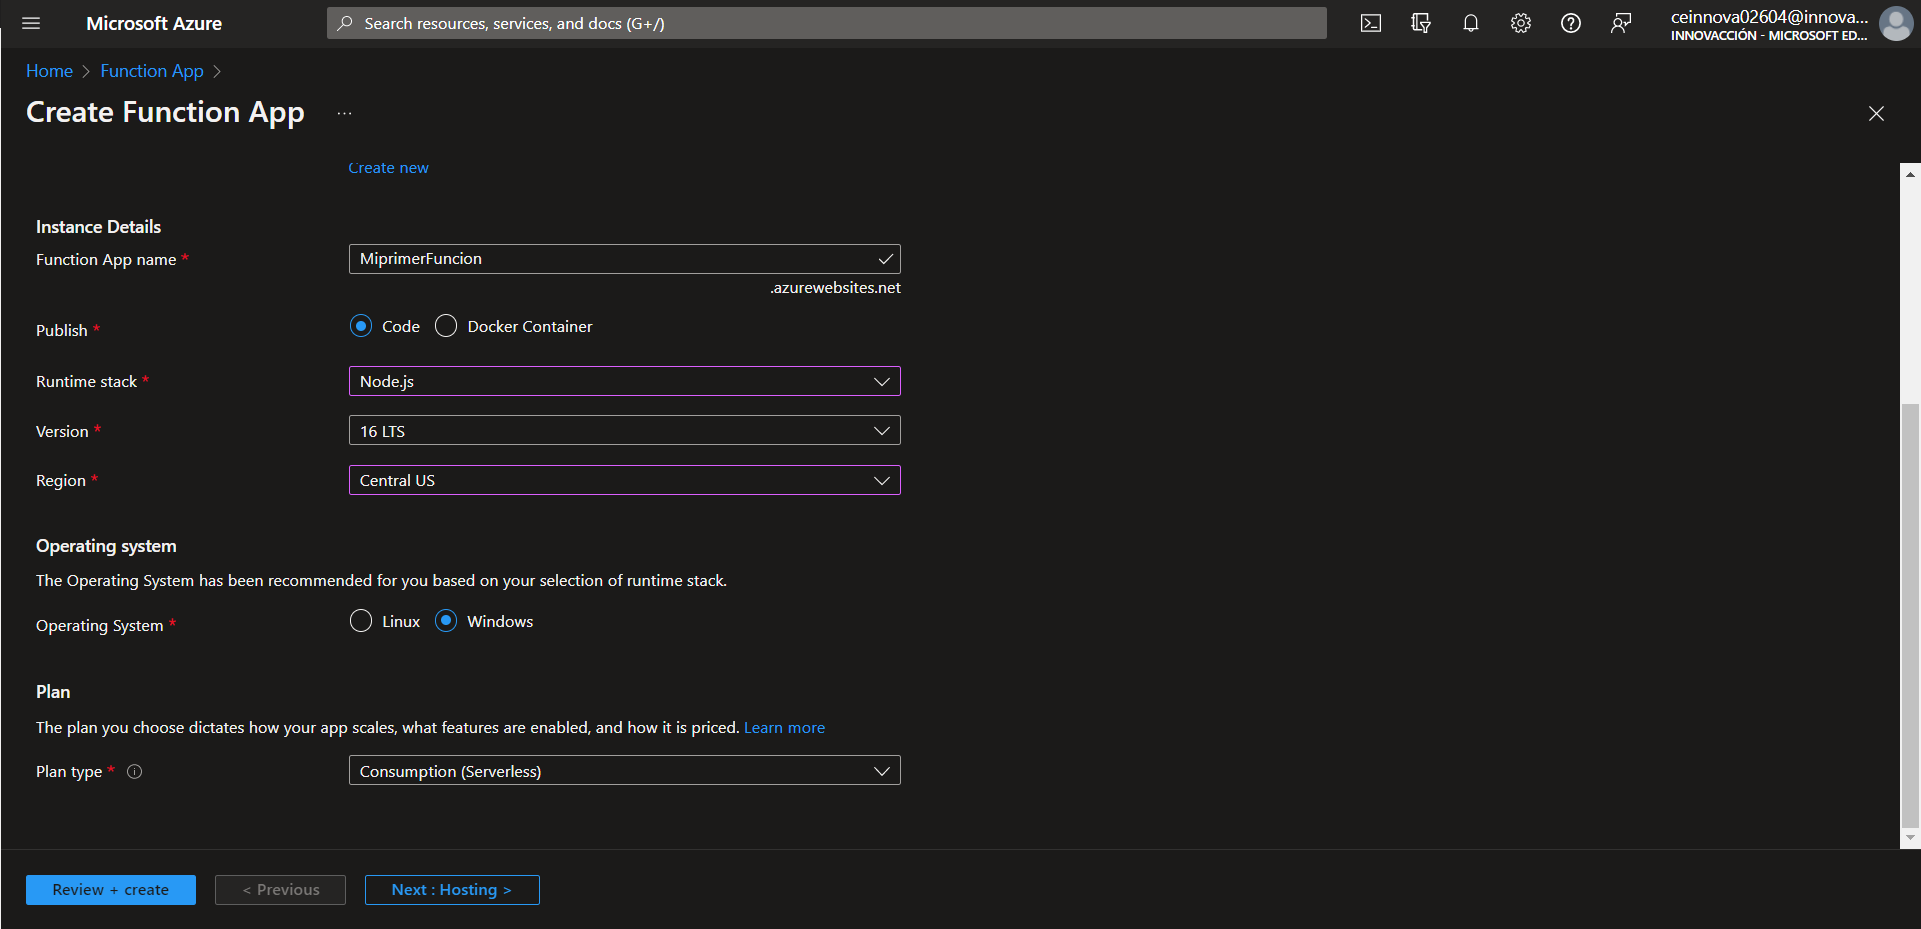 Microsoft Azure
Search resources, services, and docs (G+/)
ceinnova02604@innova...
INNOVACCIÓN - MICROSOFT ED...
Home > Function App >
Create Function App ...
Create new
Instance Details
Function App name *
MiprimerFuncion
.azurewebsites.net
Publish *
Code Docker Container
Runtime stack *
Node.js
Version *
16 LTS
Region *
Central US
Operating system
The Operating System has been recommended for you based on your selection of runtime stack.
Operating System *
Linux Windows
Plan
The plan you choose dictates how your app scales, what features are enabled, and how it is priced. Learn more
Plan type *
Consumption (Serverless)
Review + create < Previous Next : Hosting >